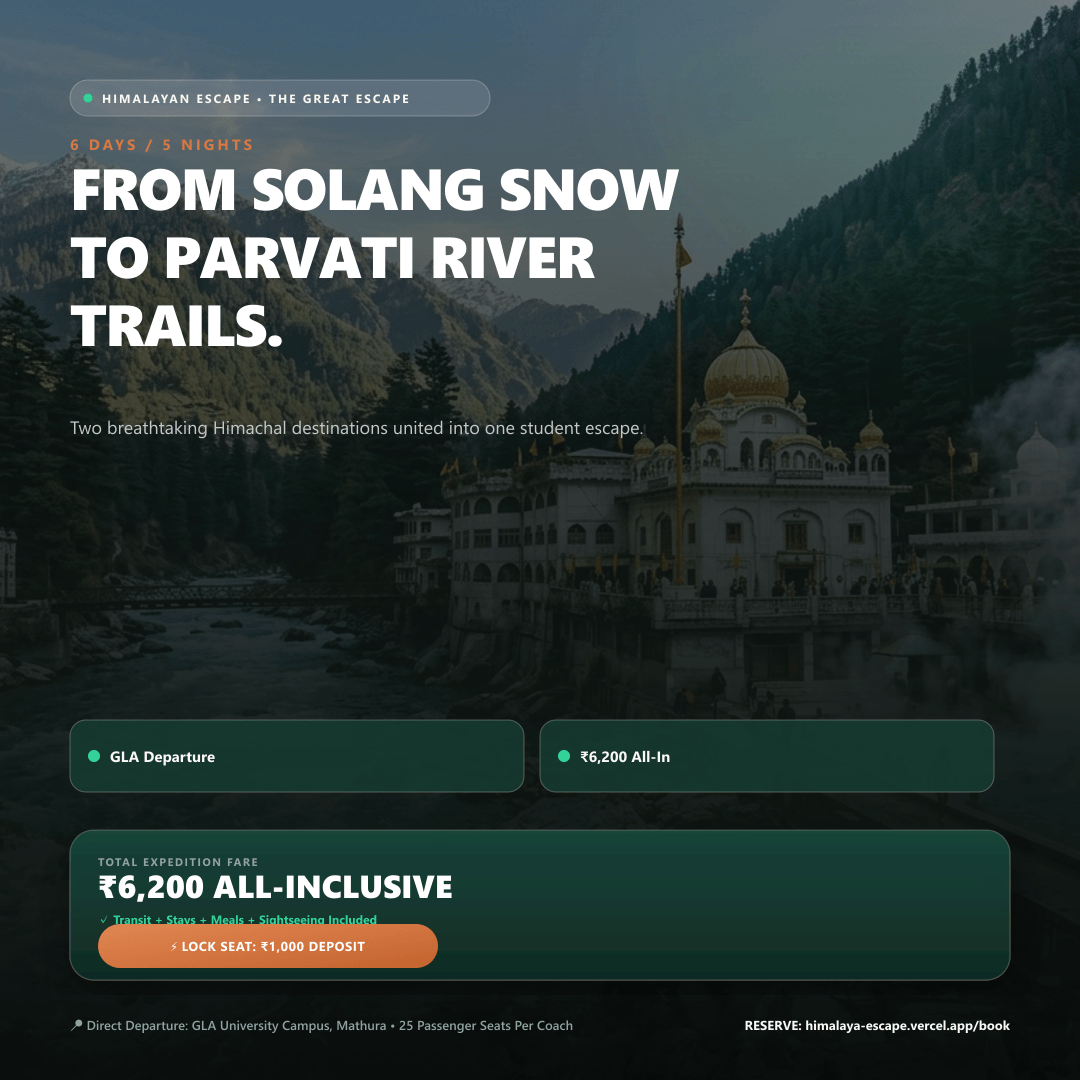 HIMALAYAN ESCAPE • THE GREAT ESCAPE
6 DAYS / 5 NIGHTS
FROM SOLANG SNOW
TO PARVATI RIVER
TRAILS.
Two breathtaking Himachal destinations united into one student escape.
GLA Departure
₹6,200 All-In
TOTAL EXPEDITION FARE
₹6,200 ALL-INCLUSIVE
✓ Transit + Stays + Meals + Sightseeing Included
⚡ LOCK SEAT: ₹1,000 DEPOSIT
📍 Direct Departure: GLA University Campus, Mathura • 25 Passenger Seats Per Coach
RESERVE: himalaya-escape.vercel.app/book